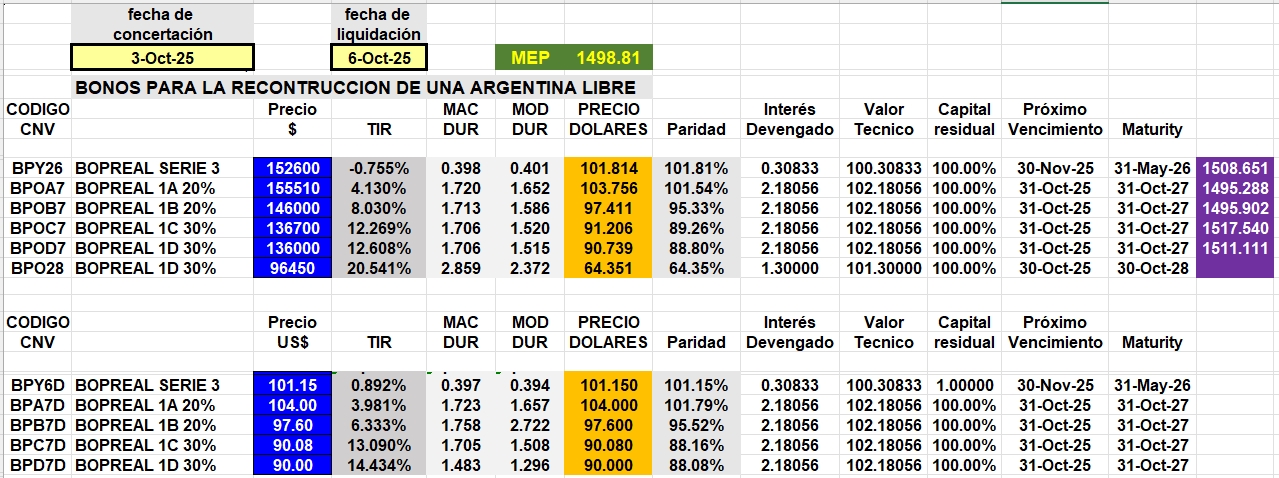 fecha de fecha de
concertación liquidación
3-Oct-25 6-Oct-25 MEP 1498.81
BONOS PARA LA RECONTRUCCION DE UNA ARGENTINA LIBRE
CODIGO Precio MAC MOD PRECIO Interés Valor Capital Próximo
CNV $ TIR DUR DUR DOLARES Paridad Devengado Tecnico residual Vencimiento Maturity
BPY26 BOPREAL SERIE 3 152600 -0.755% 0.398 0.401 101.814 101.81% 0.30833 100.30833 100.00% 30-Nov-25 31-May-26 1508.651
BPOA7 BOPREAL 1A 20% 155510 4.130% 1.720 1.652 103.756 101.54% 2.18056 102.18056 100.00% 31-Oct-25 31-Oct-27 1495.288
BPOB7 BOPREAL 1B 20% 146000 8.030% 1.713 1.586 97.411 95.33% 2.18056 102.18056 100.00% 31-Oct-25 31-Oct-27 1495.902
BPOC7 BOPREAL 1C 30% 136700 12.269% 1.706 1.520 91.206 89.26% 2.18056 102.18056 100.00% 31-Oct-25 31-Oct-27 1517.540
BPOD7 BOPREAL 1D 30% 136000 12.608% 1.706 1.515 90.739 88.80% 2.18056 102.18056 100.00% 31-Oct-25 31-Oct-27 1511.111
BPO28 BOPREAL 1D 30% 96450 20.541% 2.859 2.372 64.351 64.35% 1.30000 101.30000 100.00% 30-Oct-25 30-Oct-28
CODIGO Precio MAC MOD PRECIO Interés Valor Capital Próximo
CNV US$ TIR DUR DUR DOLARES Paridad Devengado Tecnico residual Vencimiento Maturity
BPY6D BOPREAL SERIE 3 101.15 0.892% 0.397 0.394 101.150 101.15% 0.30833 100.30833 1.00000 30-Nov-25 31-May-26
BPA7D BOPREAL 1A 20% 104.00 3.981% 1.723 1.657 104.000 101.79% 2.18056 102.18056 100.00% 31-Oct-25 31-Oct-27
BPB7D BOPREAL 1B 20% 97.60 6.333% 1.758 2.722 97.600 95.52% 2.18056 102.18056 100.00% 31-Oct-25 31-Oct-27
BPC7D BOPREAL 1C 30% 90.08 13.090% 1.705 1.508 90.080 88.16% 2.18056 102.18056 100.00% 31-Oct-25 31-Oct-27
BPD7D BOPREAL 1D 30% 90.00 14.434% 1.483 1.296 90.000 88.08% 2.18056 102.18056 100.00% 31-Oct-25 31-Oct-27